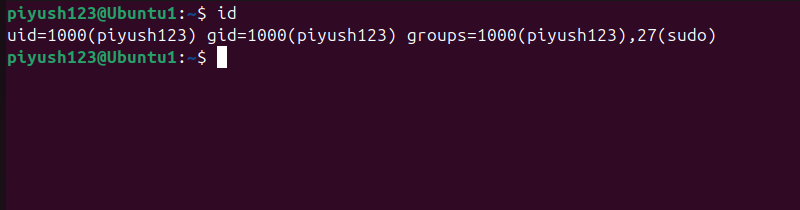 piyush123@Ubuntu1:~$ id
uid=1000(piyush123) gid=1000(piyush123) groups=1000(piyush123),27(sudo)
piyush123@Ubuntu1:~$